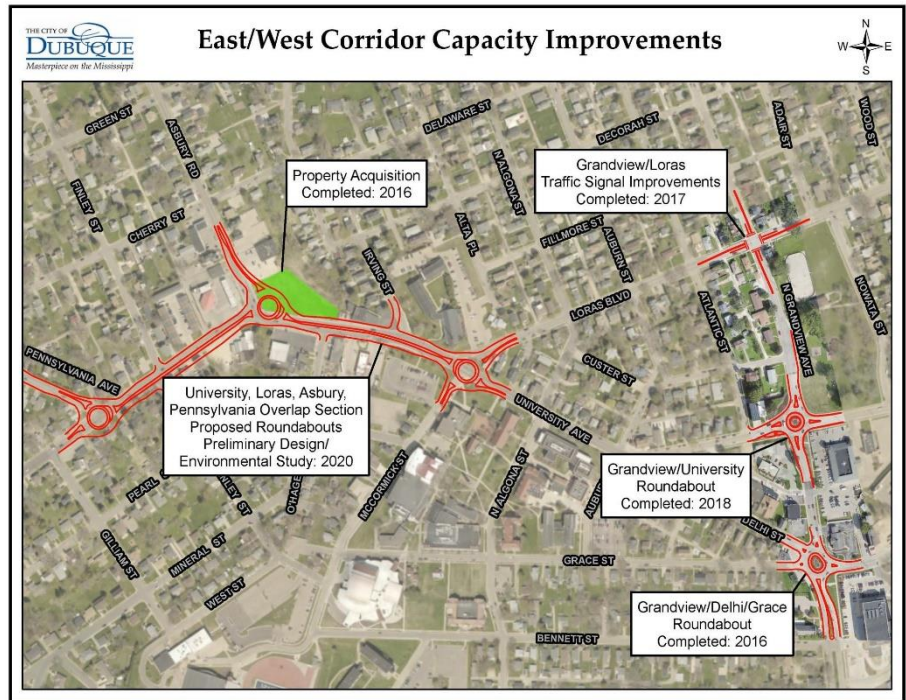 THE CITY OF
DUBUQUE
Masterpiece on the Mississippi
East/West Corridor Capacity Improvements
N
W E
S
GREEN ST
ASBURY RD
DELAWARE ST
DECORAH ST
ADAIR ST
WOOD ST
FINLEY ST
CHERRY ST
Property Acquisition
Completed: 2016
N ALGONA ST
ALTA PL
Grandview/Loras
Traffic Signal Improvements
Completed: 2017
FILLMORE ST
AUBURN ST
IRVING ST
LORAS BLVD
ATLANTIC ST
N GRANDVIEW AVE
NOWATA ST
PENNSYLVANIA AVE
CUSTER ST
University, Loras, Asbury,
Pennsylvania Overlap Section
Proposed Roundabouts
Preliminary Design/
Environmental Study: 2020
UNIVERSITY AVE
Grandview/University
Roundabout
Completed: 2018
PEARL
NLEY ST
O'HAGE
MCCORMICK ST
N ALGONA ST
AUBU
DELHI ST
GILLIAM ST
MINERAL ST
WEST ST
GRACE ST
Grandview/Delhi/Grace
Roundabout
Completed: 2016
BENNETT ST